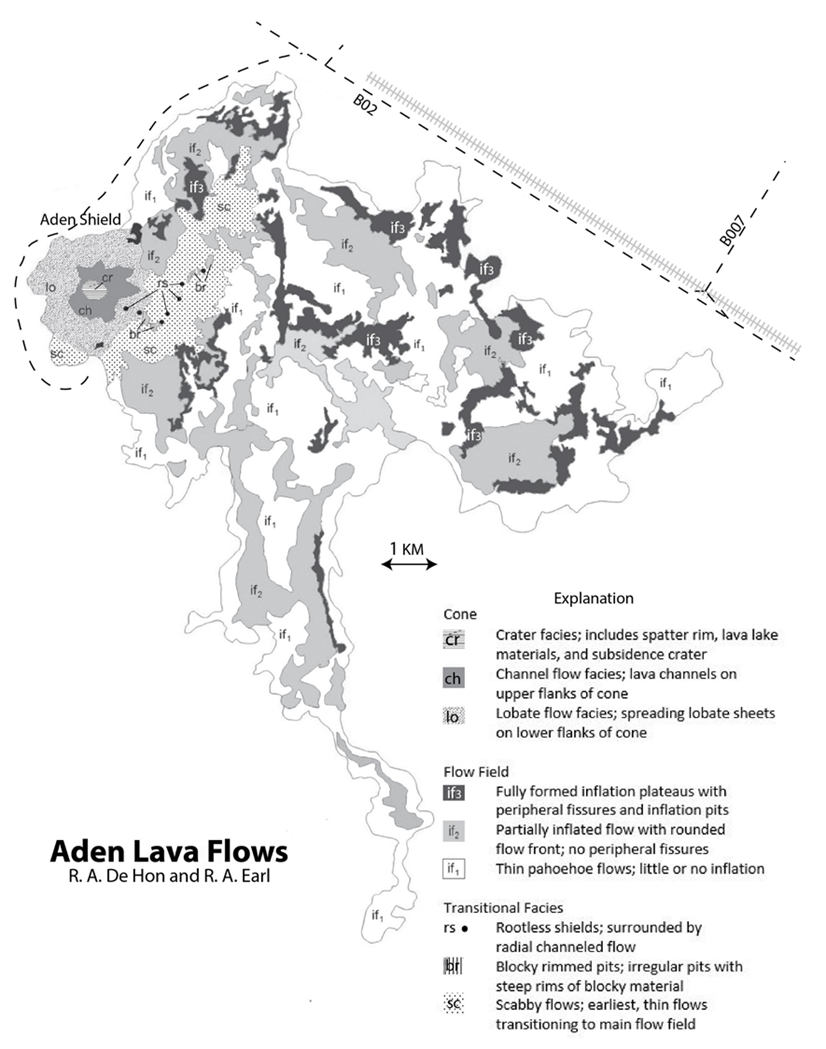 B02
B007
if2
if3
if1
sc
Aden Shield
if2
if3
if2
if3
lo
cr
rs
br
if1
if1
ch
br
sc
sc
if2
if3
if1
if2
if3
if1
if1
if2
if1
if3
if1
if2
if1
if2
if1
1 KM
if1
Explanation
Cone
cr Crater facies; includes spatter rim, lava lake
materials, and subsidence crater
ch Channel flow facies; lava channels on
upper flanks of cone
lo Lobate flow facies; spreading lobate sheets
on lower flanks of cone
Flow Field
if3 Fully formed inflation plateaus with
peripheral fissures and inflation pits
if2 Partially inflated flow with rounded
flow front; no peripheral fissures
if1 Thin pahoehoe flows; little or no inflation
Transitional Facies
rs Rootless shields; surrounded by
radial channeled flow
br Blocky rimmed pits; irregular pits with
steep rims of blocky material
sc Scabby flows; earliest, thin flows
transitioning to main flow field
Aden Lava Flows
R. A. De Hon and R. A. Earl